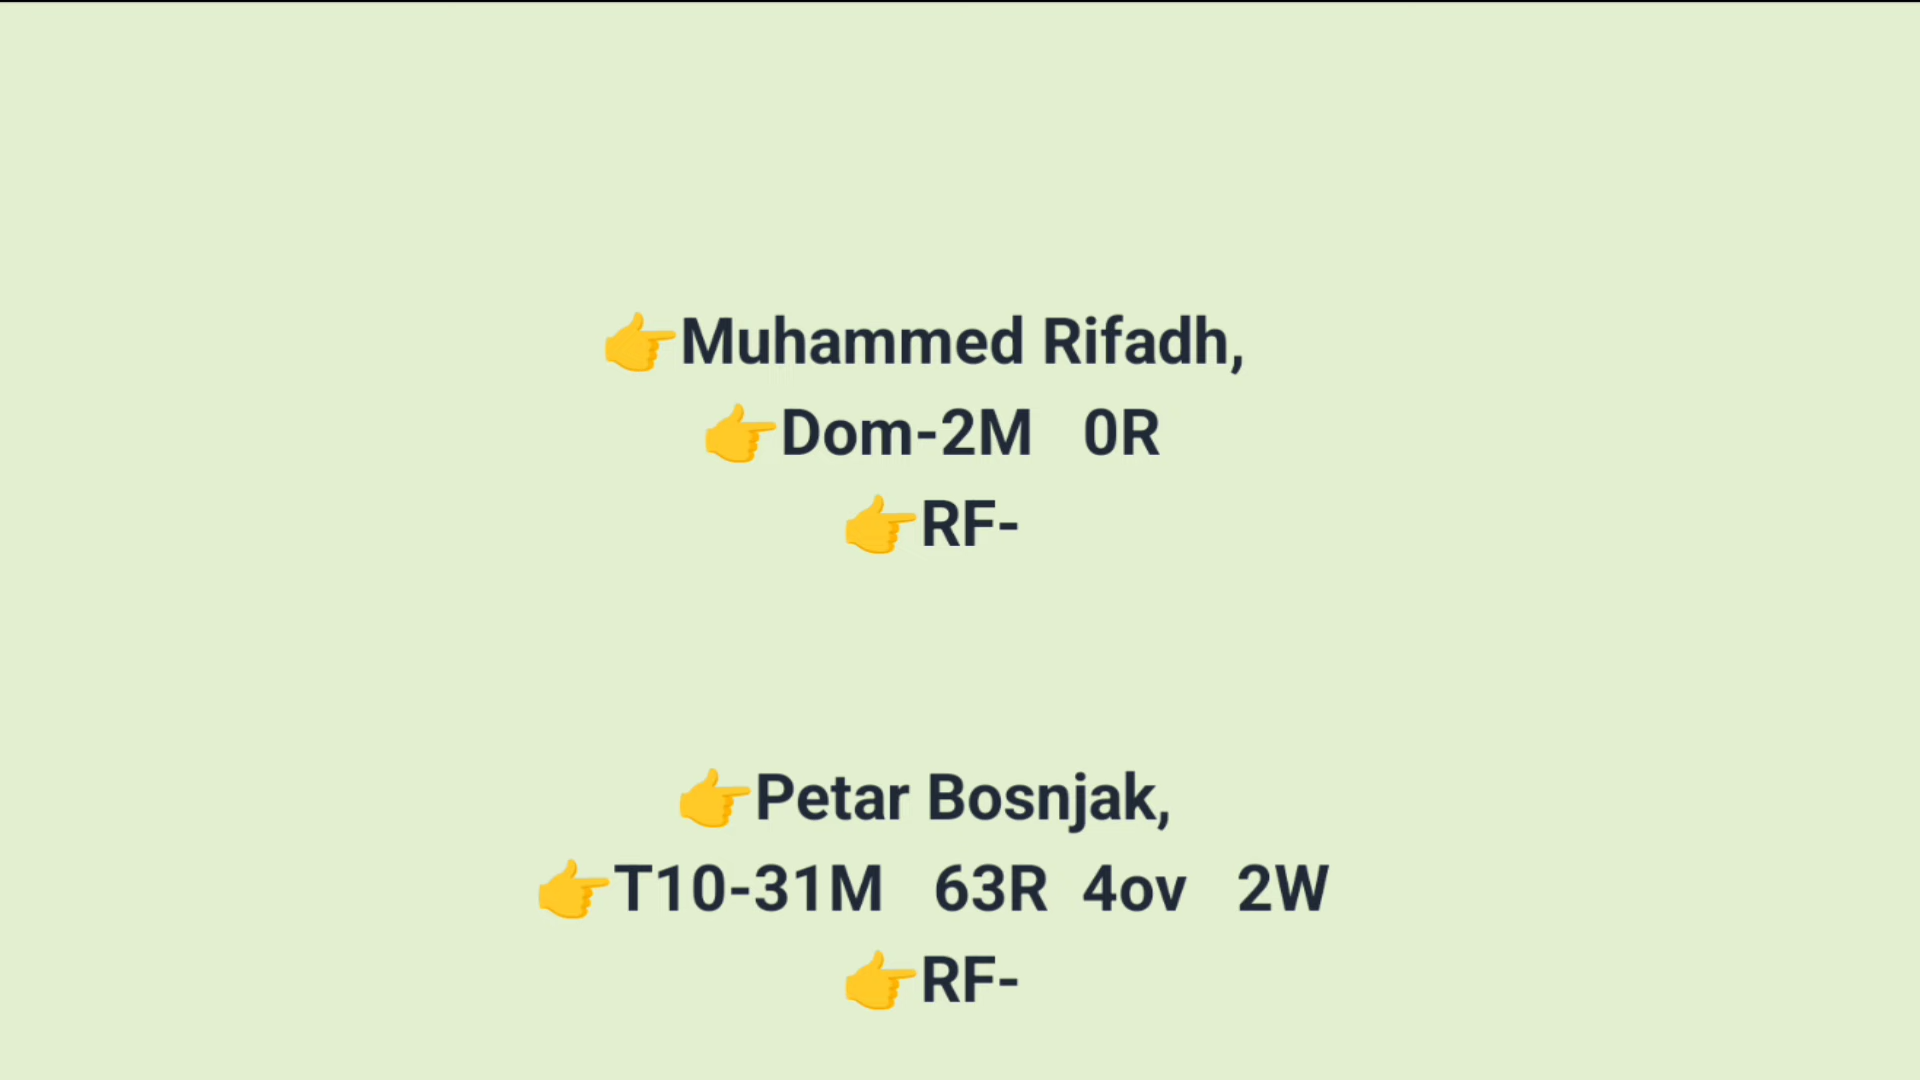 👉Muhammed Rifadh,
👉Dom-2M 0R
👉RF-
👉Petar Bosnjak,
👉T10-31M 63R 4ov 2W
👉RF-